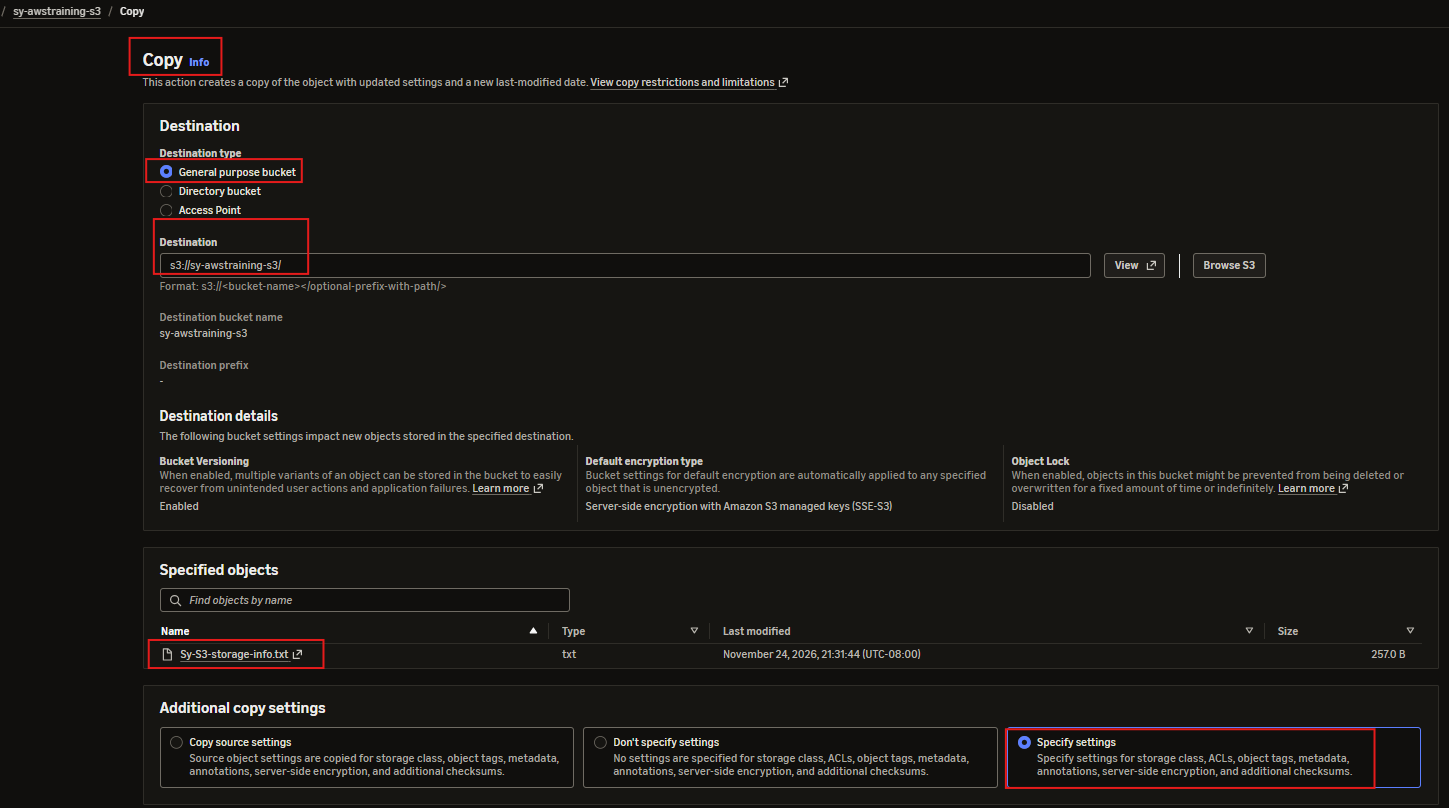 / sy-awstraining-s3 / Copy
Copy Info
This action creates a copy of the object with updated settings and a new last-modified date. View copy restrictions and limitations
Destination
Destination type
General purpose bucket
Directory bucket
Access Point
Destination
s3://sy-awstraining-s3/
View
Browse S3
Format: s3://<bucket-name></optional-prefix-with-path/>
Destination bucket name
sy-awstraining-s3
Destination prefix
-
Destination details
The following bucket settings impact new objects stored in the specified destination.
Bucket Versioning
When enabled, multiple variants of an object can be stored in the bucket to easily
recover from unintended user actions and application failures. Learn more
Enabled
Default encryption type
Bucket settings for default encryption are automatically applied to any specified
object that is unencrypted.
Server-side encryption with Amazon S3 managed keys (SSE-S3)
Object Lock
When enabled, objects in this bucket might be prevented from being deleted or
overwritten for a fixed amount of time or indefinitely. Learn more
Disabled
Specified objects
Find objects by name
Name Type Last modified Size
Sy-S3-storage-info.txt txt November 24, 2026, 21:31:44 (UTC-08:00) 257.0 B
Additional copy settings
Copy source settings
Source object settings are copied for storage class, object tags, metadata,
annotations, server-side encryption, and additional checksums.
Don't specify settings
No settings are specified for storage class, ACLs, object tags, metadata,
annotations, server-side encryption, and additional checksums.
Specify settings
Specify settings for storage class, ACLs, object tags, metadata,
annotations, server-side encryption, and additional checksums.